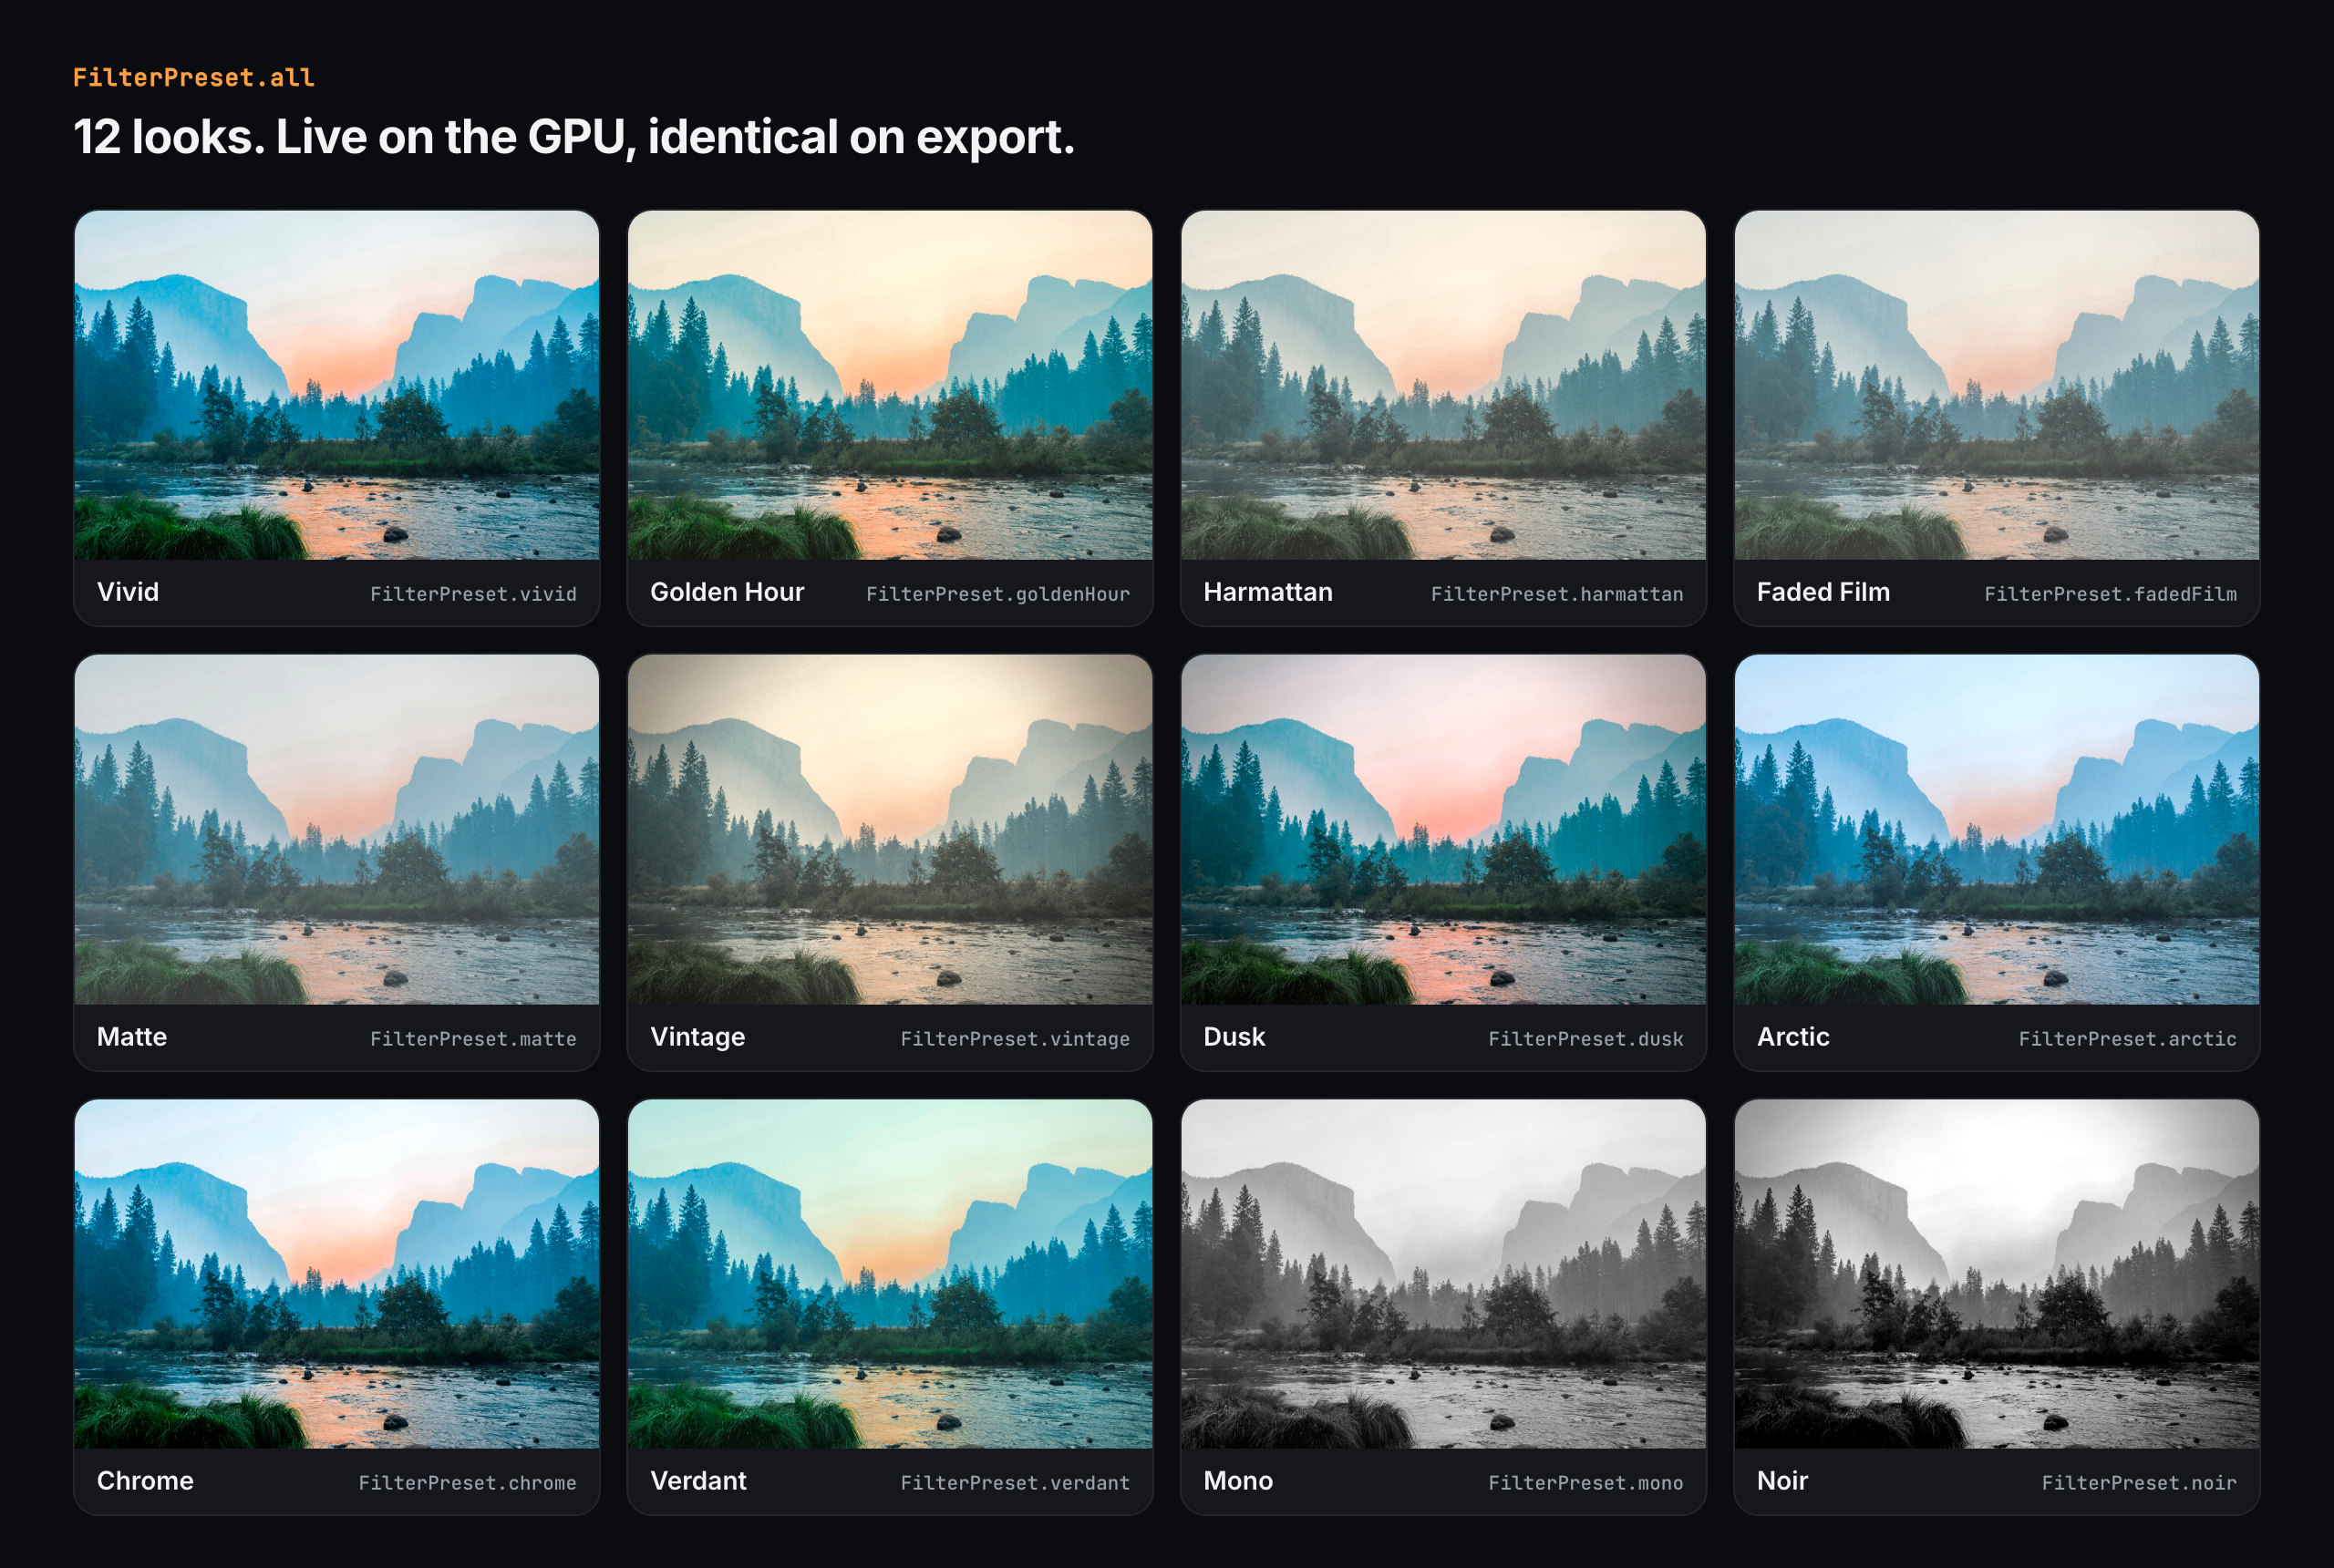 FilterPreset.all
12 looks. Live on the GPU, identical on export.
Vivid FilterPreset.vivid
Golden Hour FilterPreset.goldenHour
Harmattan FilterPreset.harmattan
Faded Film FilterPreset.fadedFilm
Matte FilterPreset.matte
Vintage FilterPreset.vintage
Dusk FilterPreset.dusk
Arctic FilterPreset.arctic
Chrome FilterPreset.chrome
Verdant FilterPreset.verdant
Mono FilterPreset.mono
Noir FilterPreset.noir